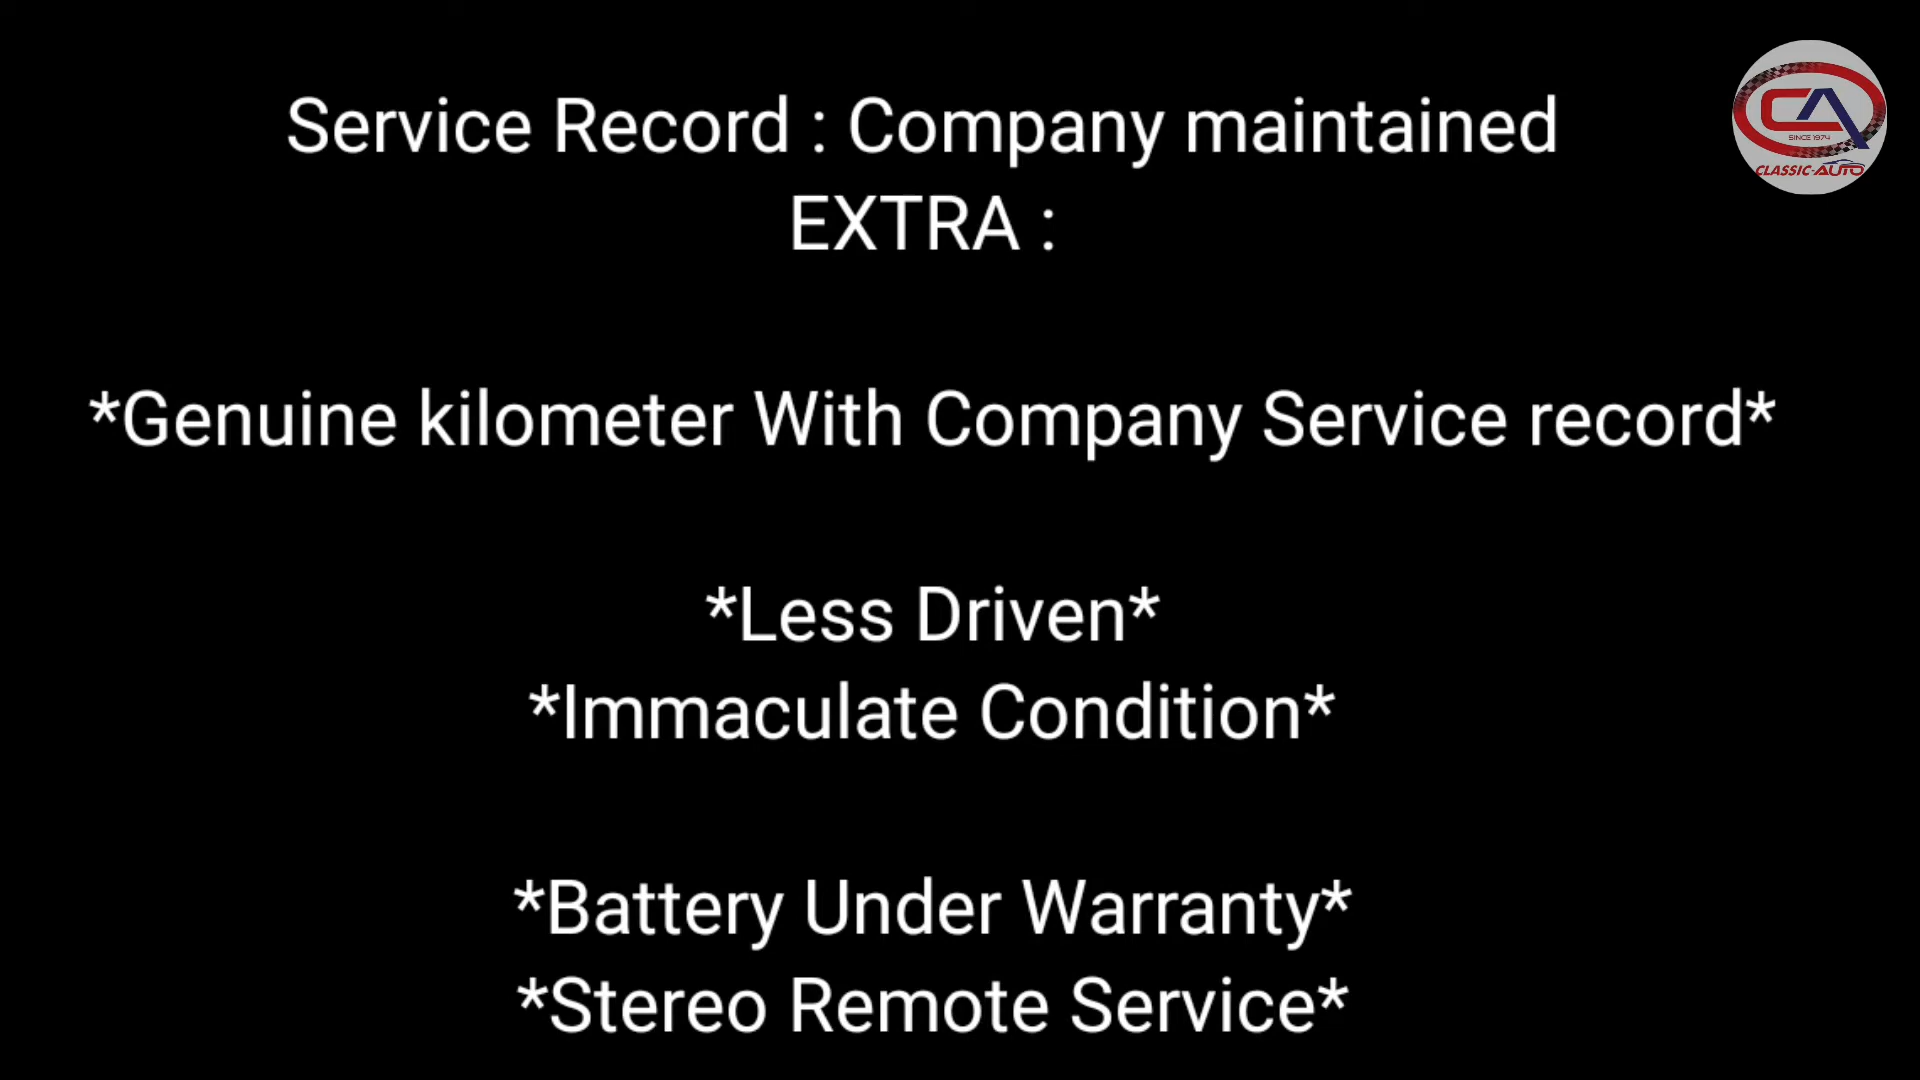 Service Record : Company maintained
EXTRA :
*Genuine kilometer With Company Service record*
*Less Driven*
*Immaculate Condition*
*Battery Under Warranty*
*Stereo Remote Service*
CA
SINCE 1974
CLASSIC-AUTO